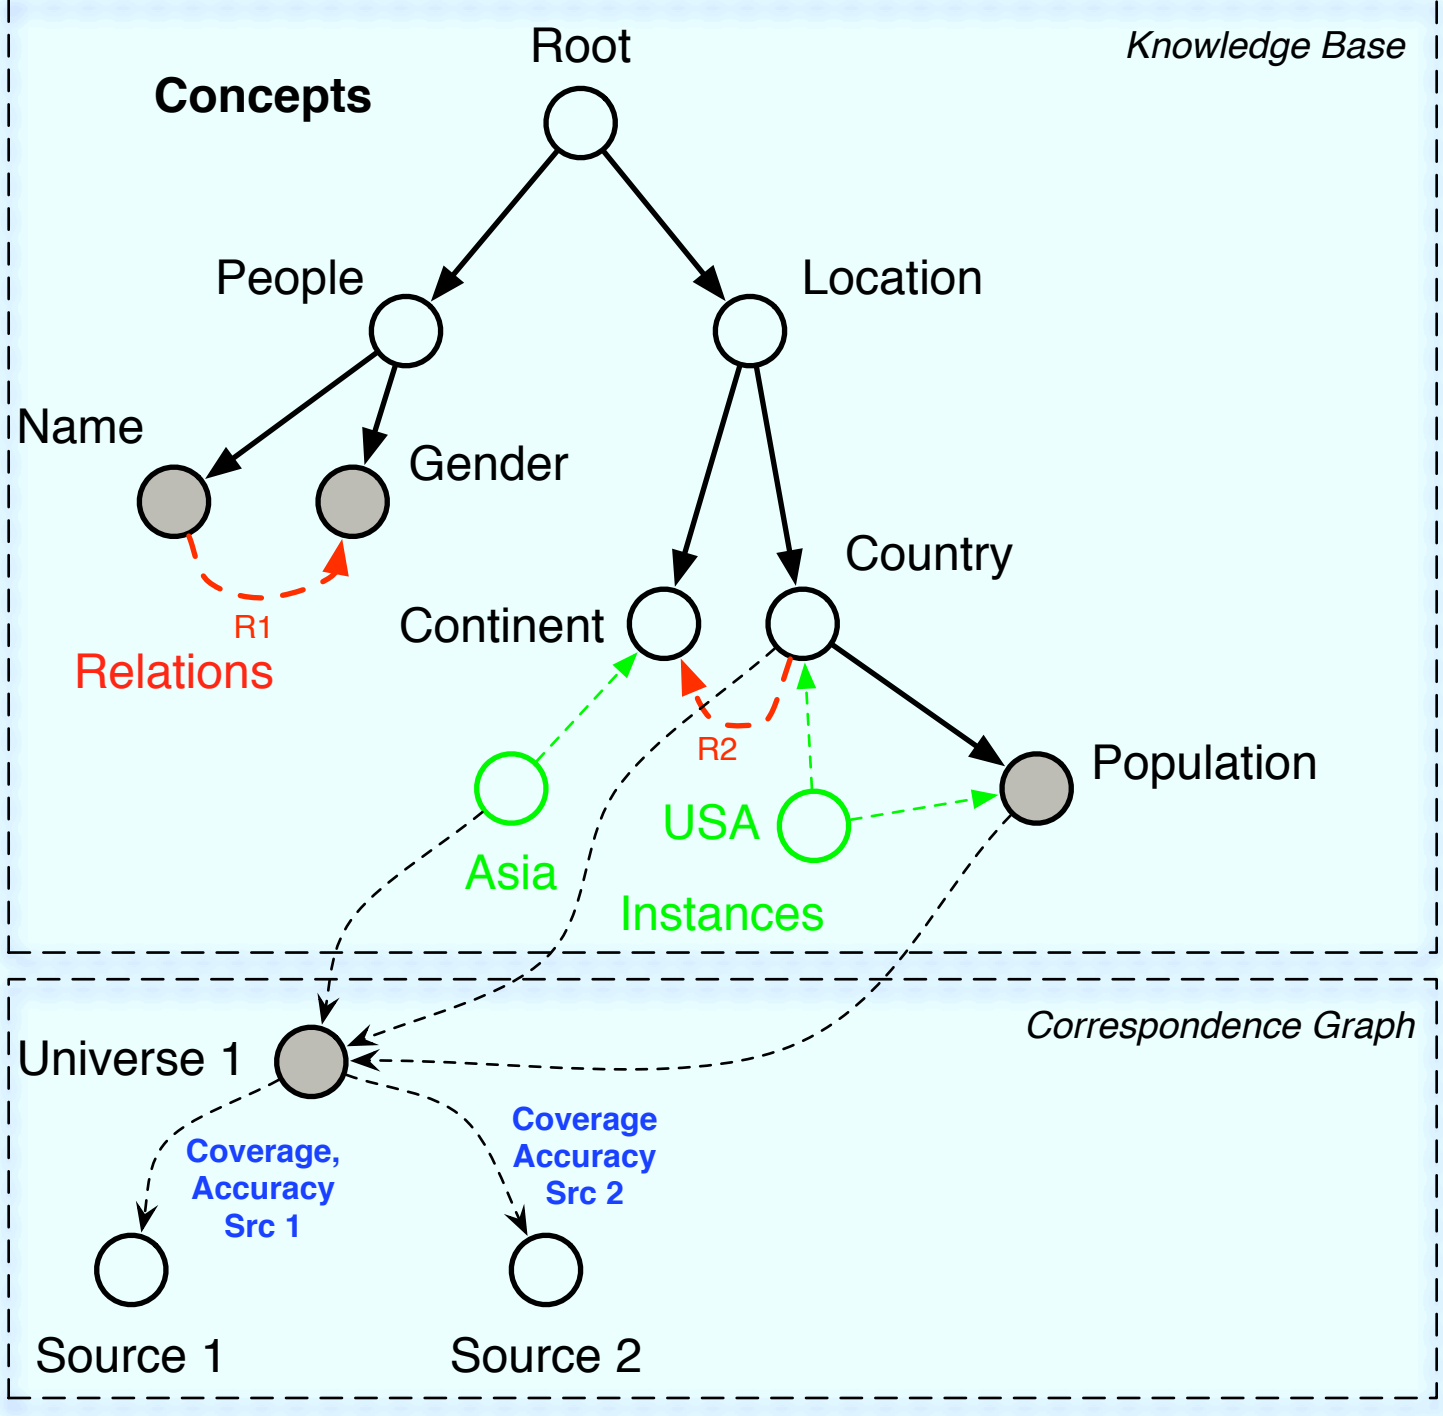 Root
Knowledge Base
Concepts
People
Location
Name
Gender
Country
Continent
R1
Relations
R2
Population
USA
Asia
Instances
Correspondence Graph
Universe 1
Coverage
Accuracy
Src 2
Coverage,
Accuracy
Src 1
Source 1
Source 2